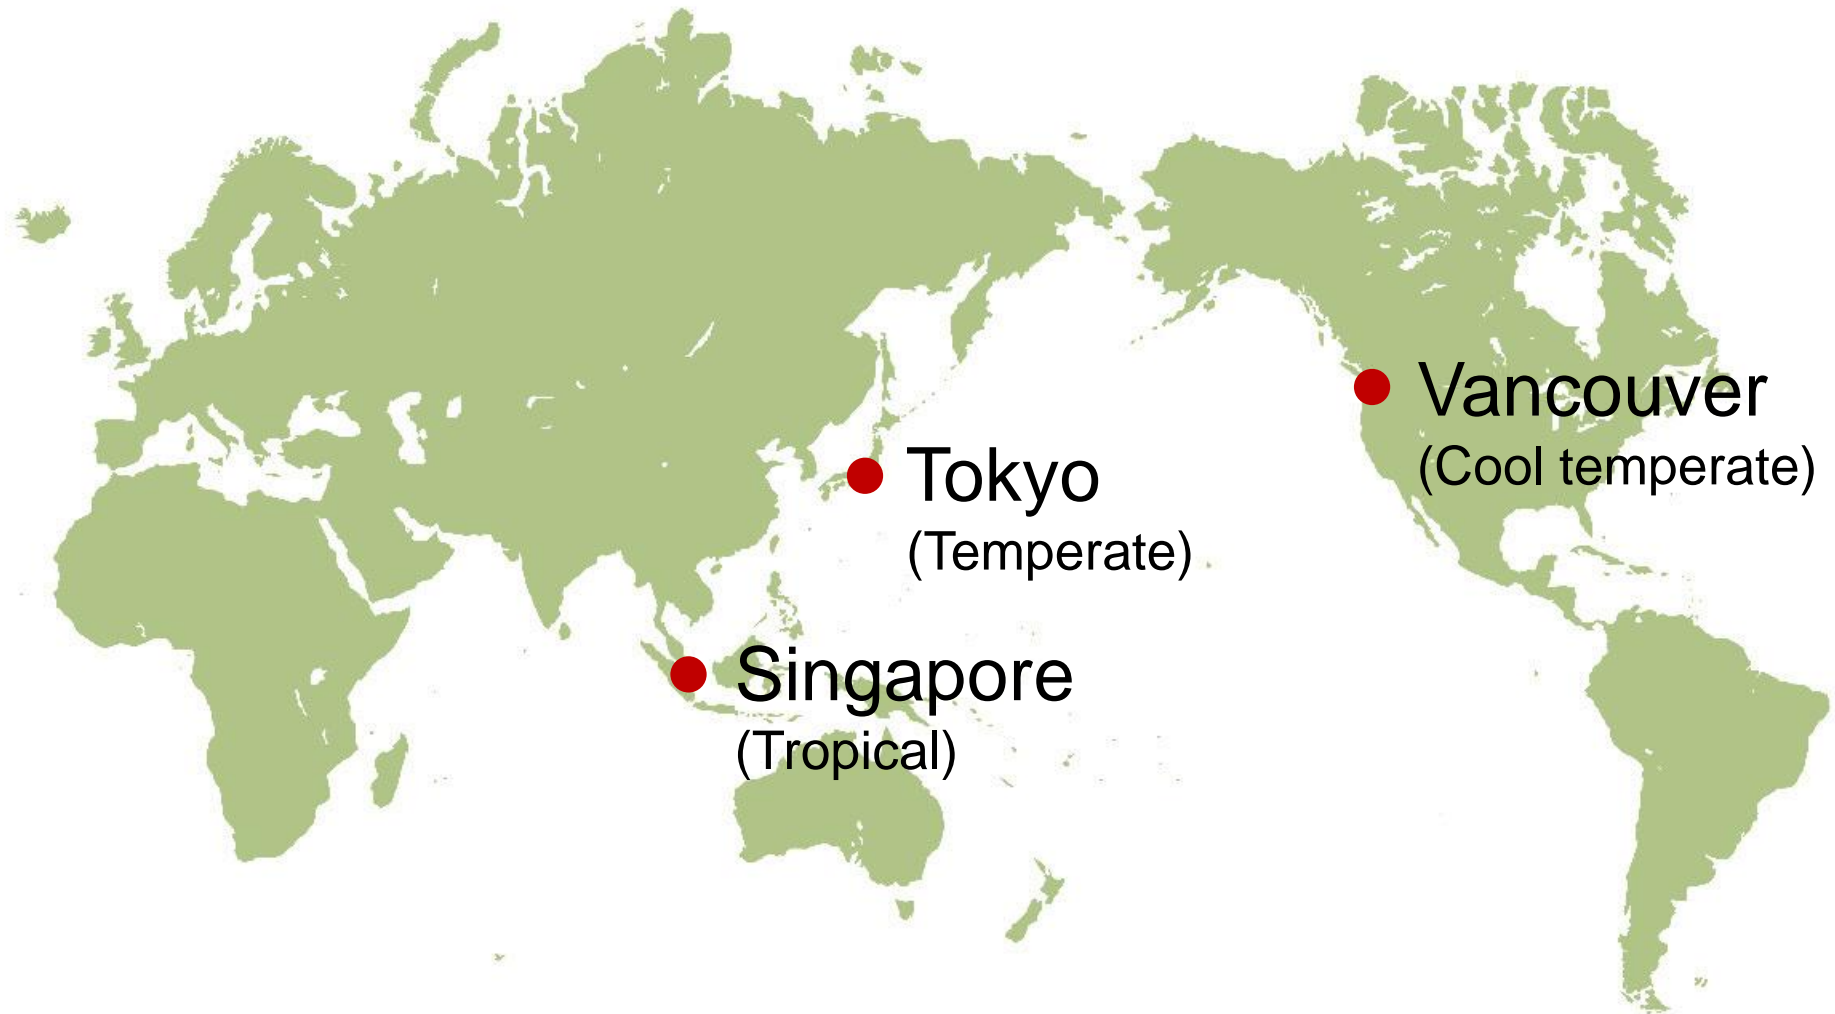 Vancouver
(Cool temperate)
Tokyo
(Temperate)
Singapore
(Tropical)